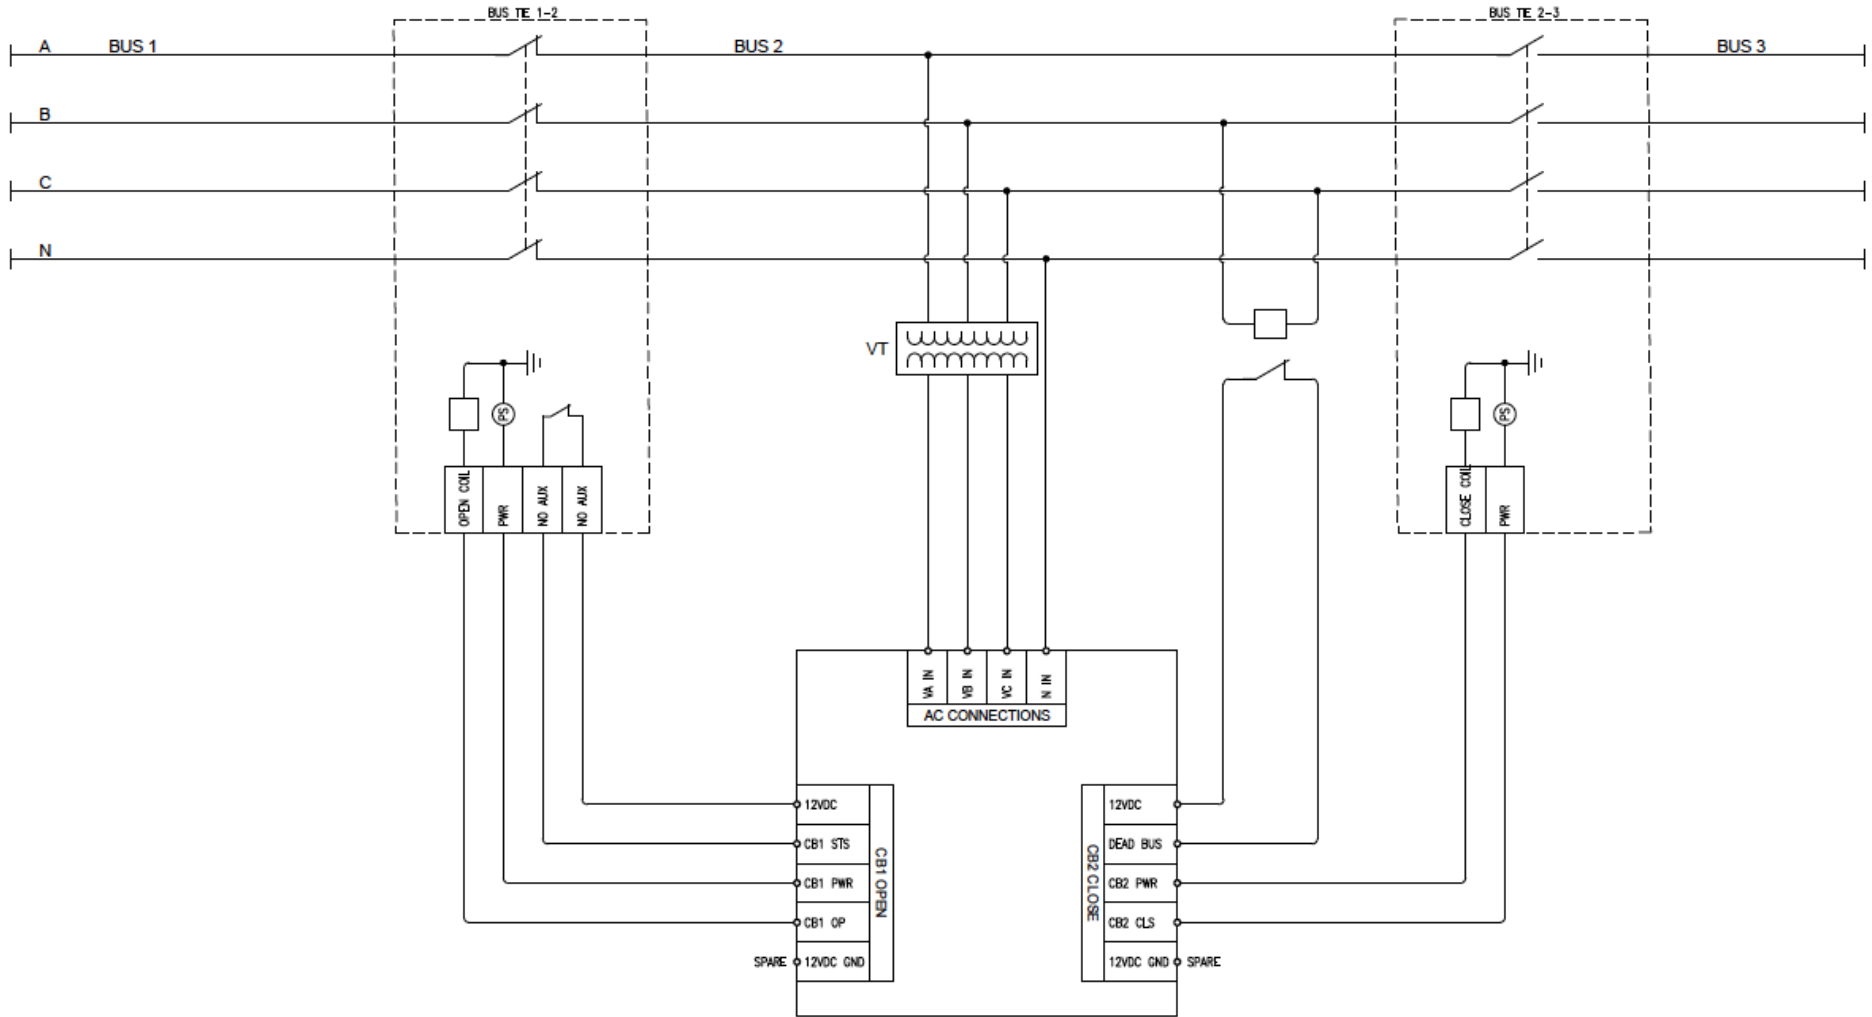 BUS TIE 1-2
BUS TIE 2-3
A
BUS 1
BUS 2
BUS 3
B
C
N
VT
PS
PS
OPEN COIL
PWR
NO AUX
NO AUX
CLOSE COIL
PWR
VA IN
VB IN
VC IN
N IN
AC CONNECTIONS
12VDC
CB1 STS
CB1 PWR
CB1 OP
SPARE
12VDC GND
CB1 OPEN
CB2 CLOSE
12VDC
DEAD BUS
CB2 PWR
CB2 CLS
12VDC GND
SPARE